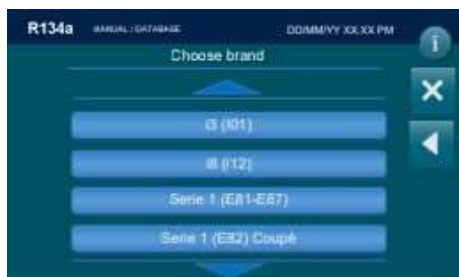 R134a MANUAL / DATABASE DD/MM/YY XX.XX PM
i
Choose brand
i3 (I01)
i8 (I12)
Serie 1 (E81-E87)
Serie 1 (E82) Coupé